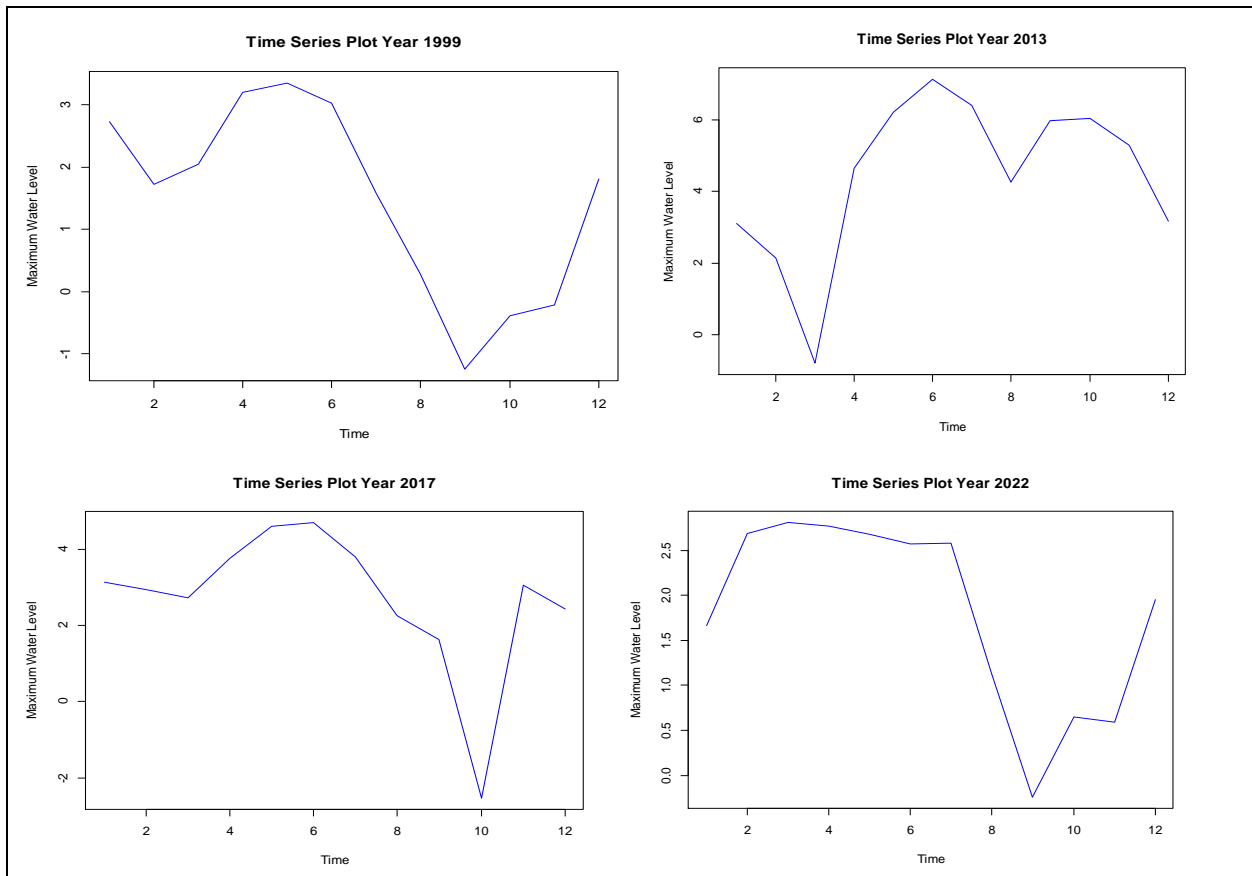 Time Series Plot Year 1999
Maximum Water Level
3
2
1
0
-1
2 4 6 8 10 12
Time
Time Series Plot Year 2013
Maximum Water Level
6
4
2
0
2 4 6 8 10 12
Time
Time Series Plot Year 2017
Maximum Water Level
4
2
0
-2
2 4 6 8 10 12
Time
Time Series Plot Year 2022
Maximum Water Level
2.5
2.0
1.5
1.0
0.5
0.0
2 4 6 8 10 12
Time